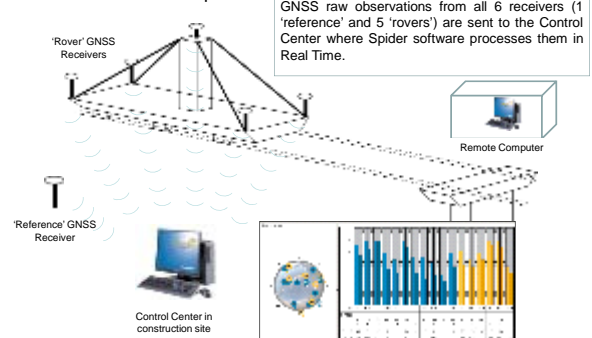 GNSS raw observations from all 6 receivers (1
‘reference’ and 5 ‘rovers’) are sent to the Control
Center where Spider software processes them in
Real Time.
‘Rover’ GNSS
Receivers
Remote Computer
‘Reference’ GNSS
Receiver
Control Center in
construction site